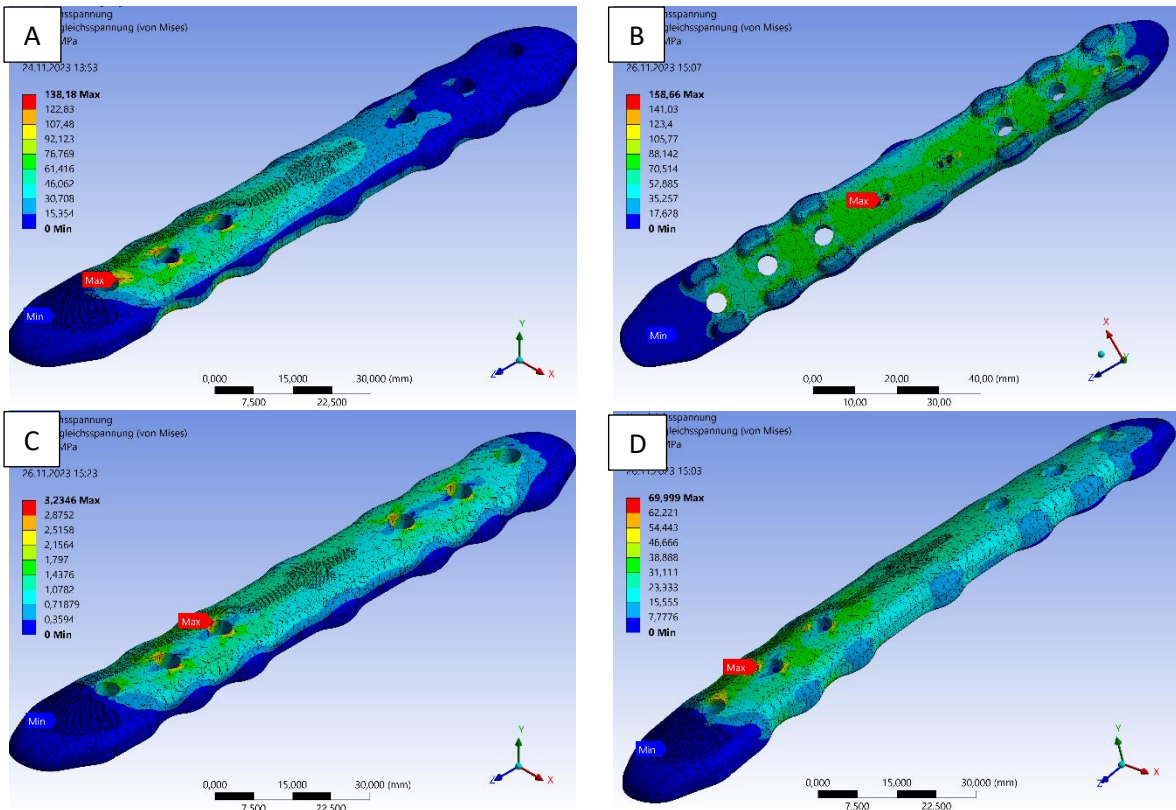 A
sspannung
gleichsspannung (von Mises)
MPa
24.11.2023 13:53
138,18 Max
122,83
107,48
92,123
76,769
61,416
46,062
30,708
15,354
0 Min
Max
Min
0,000 15,000 30,000 (mm)
7,500 22,500
Y
Z X
B
sspannung
gleichsspannung (von Mises)
MPa
26.11.2023 15:07
158,66 Max
141,03
123,4
105,77
88,142
70,514
52,885
35,257
17,628
0 Min
Max
Min
0,00 20,00 40,00 (mm)
10,00 30,00
X
Y
Z
C
hsspannung
gleichsspannung (von Mises)
MPa
26.11.2023 15:23
3,2346 Max
2,8752
2,5158
2,1564
1,797
1,4376
1,0782
0,71879
0,3594
0 Min
Max
Min
0,000 15,000 30,000 (mm)
7,500 22,500
Y
Z X
D
gleichsspannung (von Mises)
MPa
26.11.2023 15:03
69,999 Max
62,221
54,443
46,666
38,888
31,111
23,333
15,555
7,7776
0 Min
Max
Min
0,000 15,000 30,000 (mm)
7,500 22,500
Y
Z X